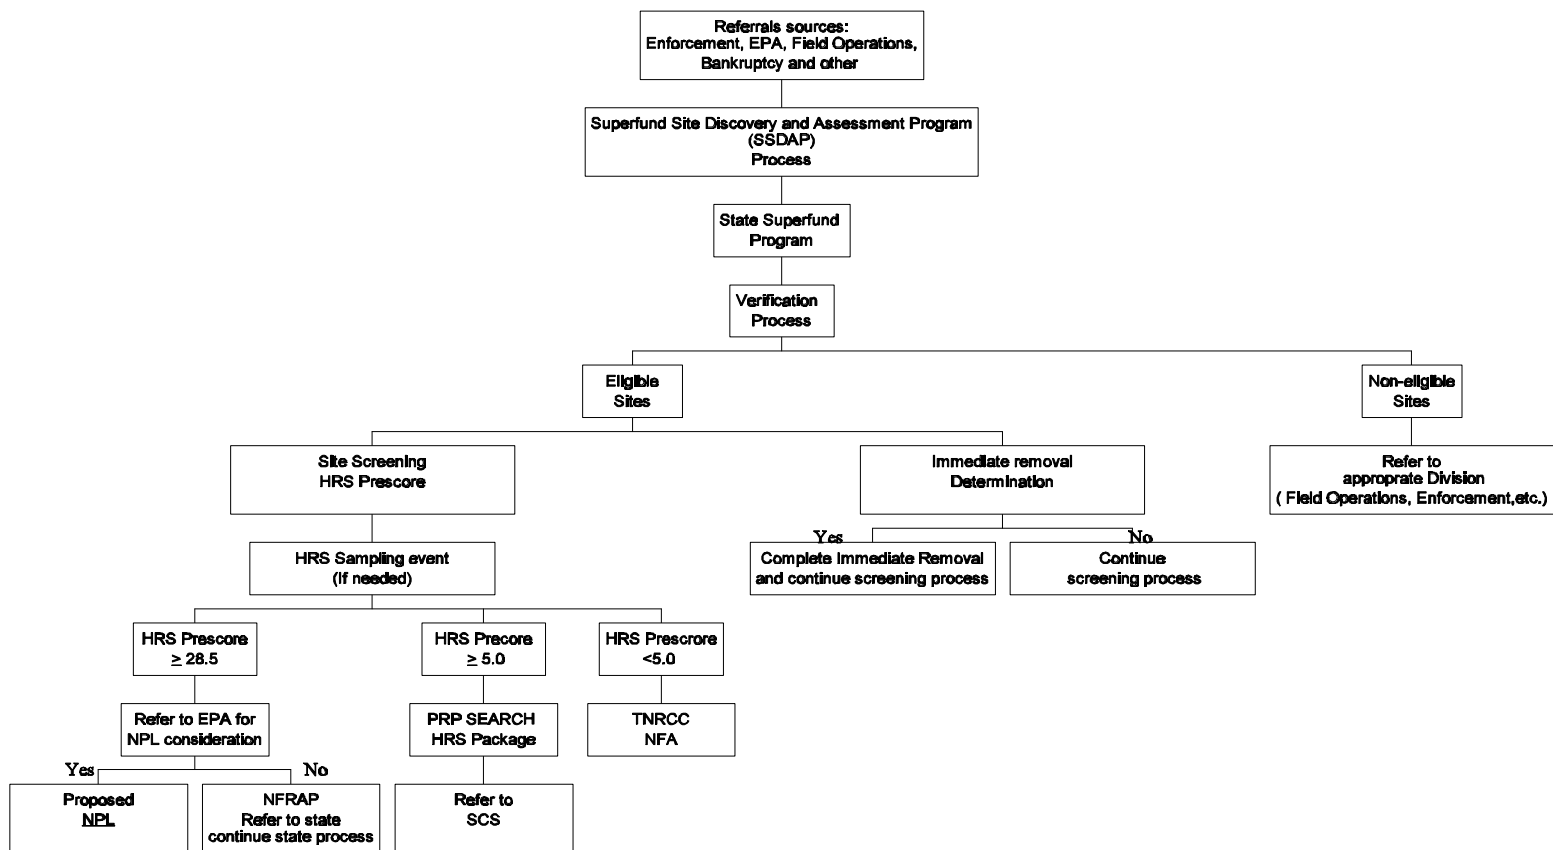 Referrals sources:
Enforcement, EPA, Field Operations,
Bankruptcy and other
Superfund Site Discovery and Assessment Program
(SSDAP)
Process
State Superfund
Program
Verification
Process
Eligible
Sites
Non-eligible
Sites
Site Screening
HRS Prescore
Immediate removal
Determination
Refer to
approprate Division
( Field Operations, Enforcement,etc.)
Yes
No
HRS Sampling event
(If needed)
Complete Immediate Removal
and continue screening process
Continue
screening process
HRS Prescore
≥ 28.5
HRS Precore
≥ 5.0
HRS Prescrore
<5.0
Refer to EPA for
NPL consideration
PRP SEARCH
HRS Package
TNRCC
NFA
Yes
No
Proposed
NPL
NFRAP
Refer to state
continue state process
Refer to
SCS